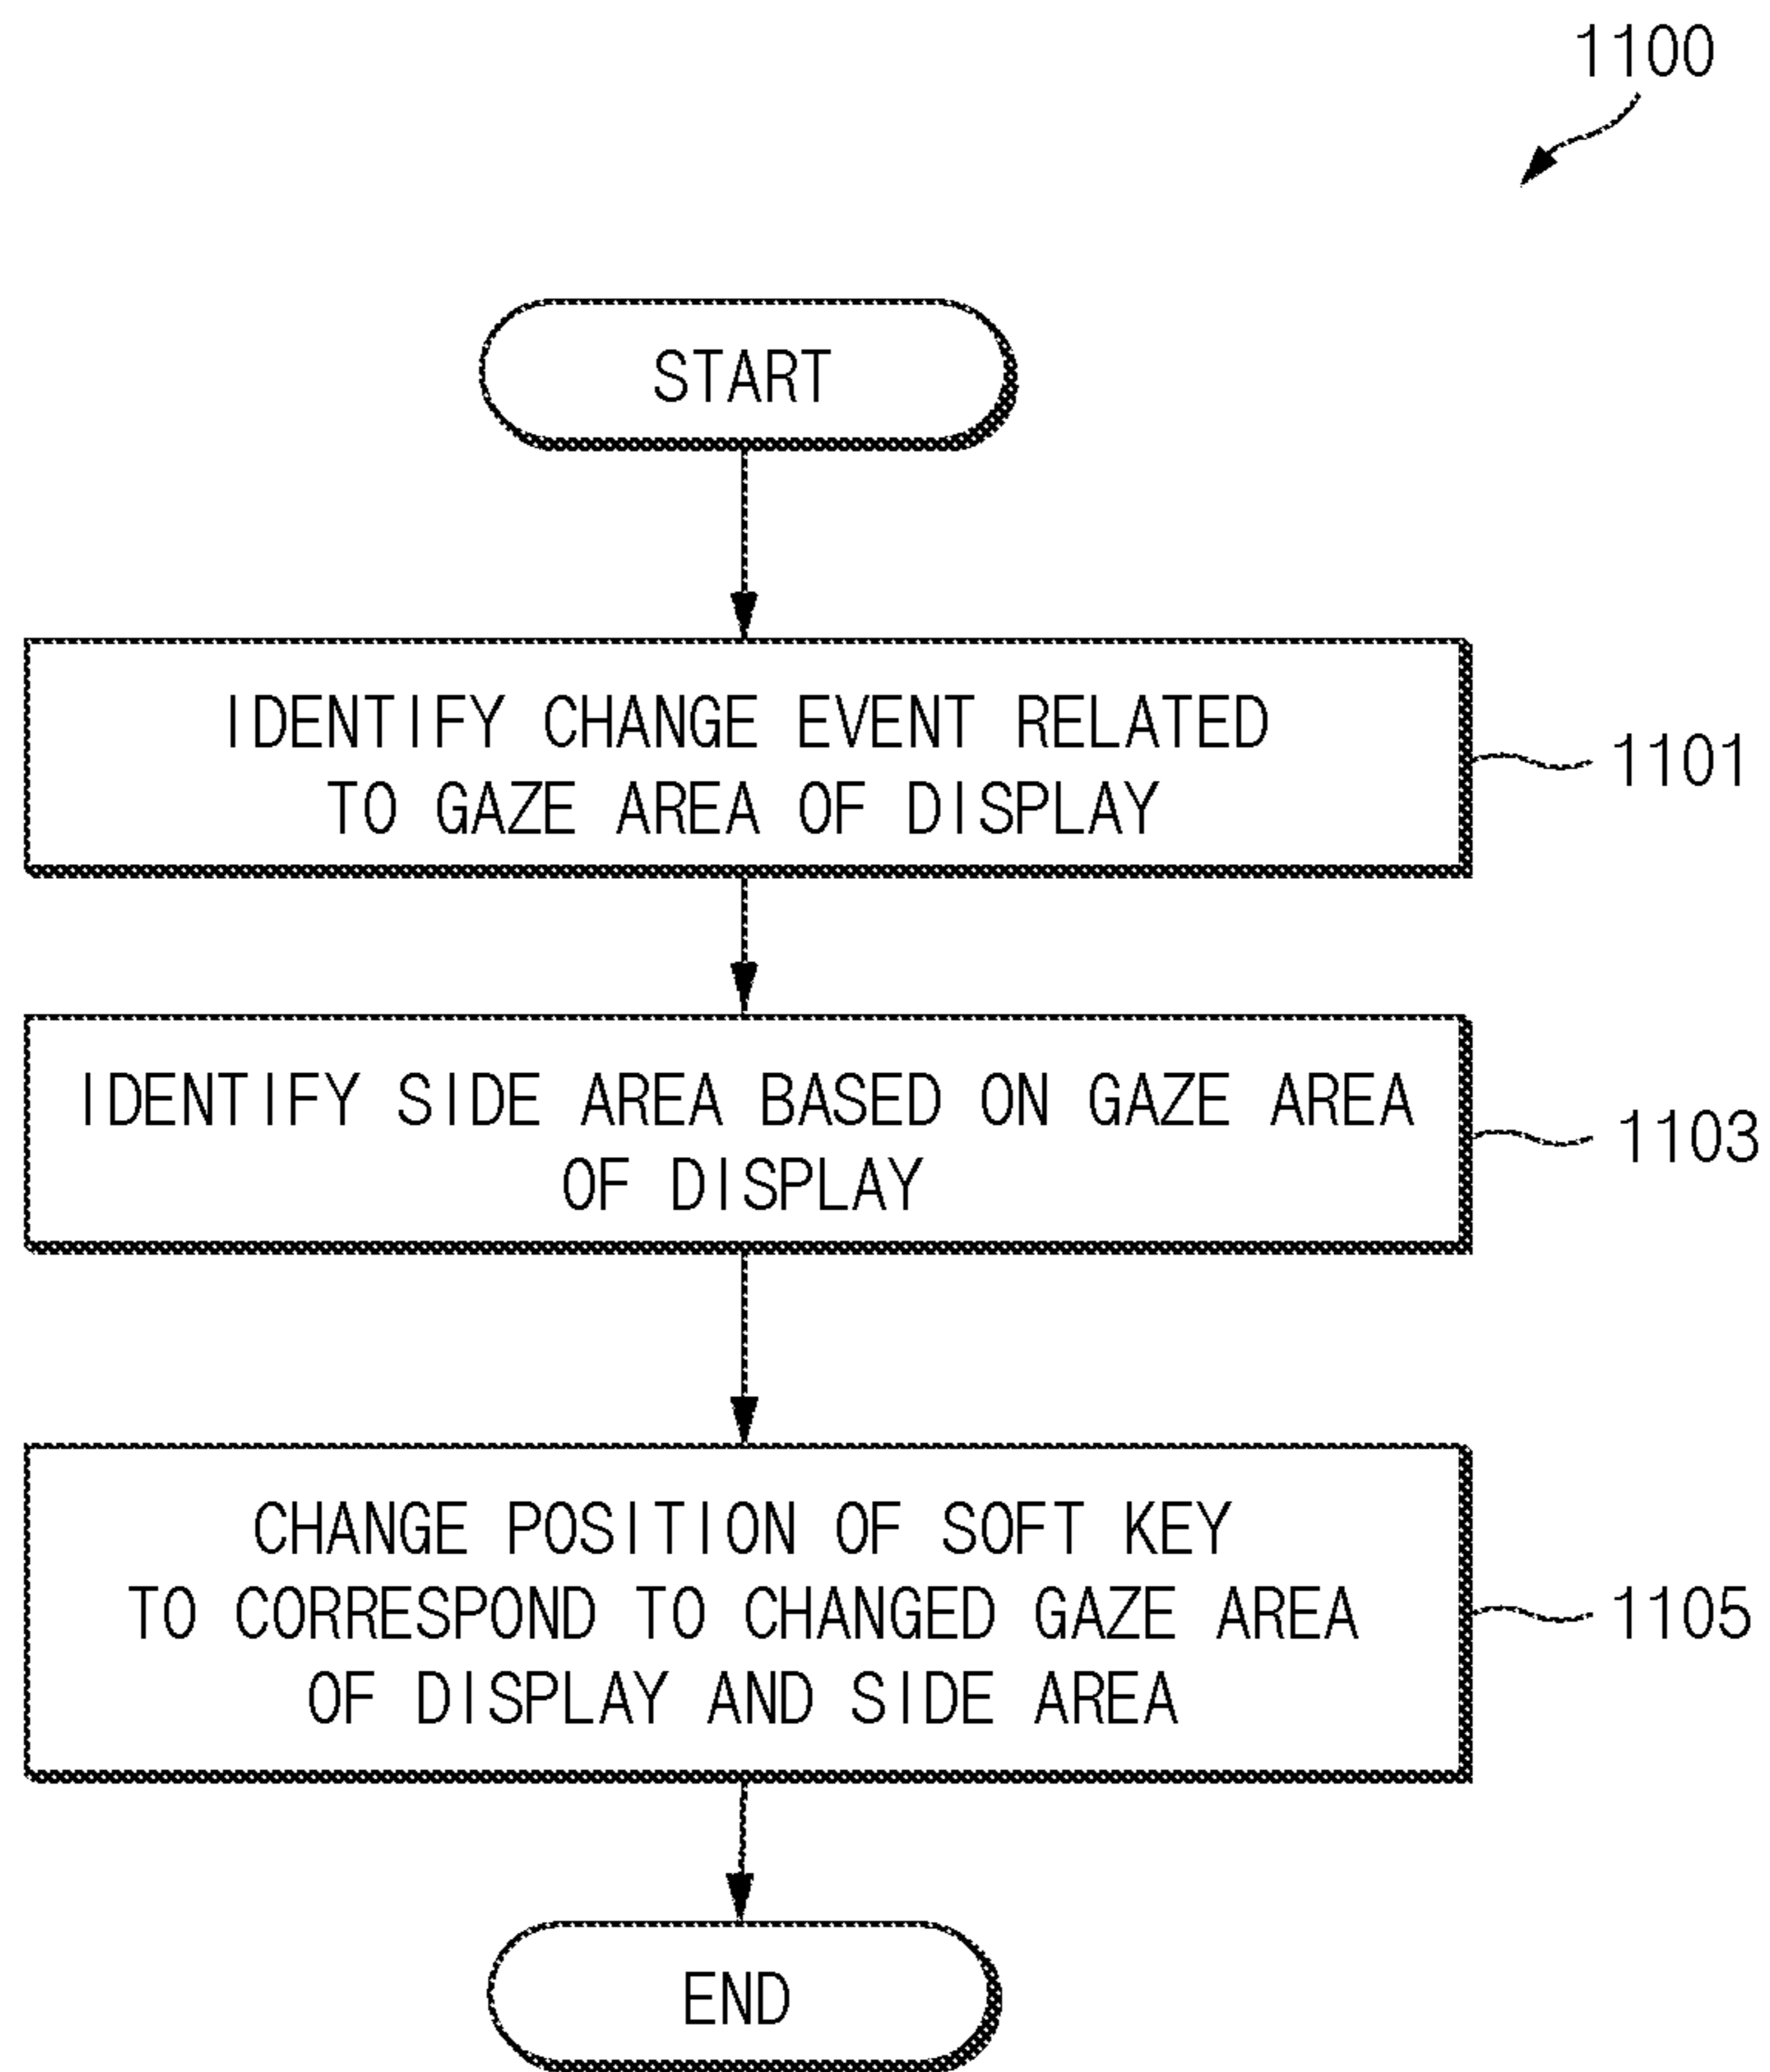 1100
START
IDENTIFY CHANGE EVENT RELATED
TO GAZE AREA OF DISPLAY
1101
IDENTIFY SIDE AREA BASED ON GAZE AREA
OF DISPLAY
1103
CHANGE POSITION OF SOFT KEY
TO CORRESPOND TO CHANGED GAZE AREA
OF DISPLAY AND SIDE AREA
1105
END